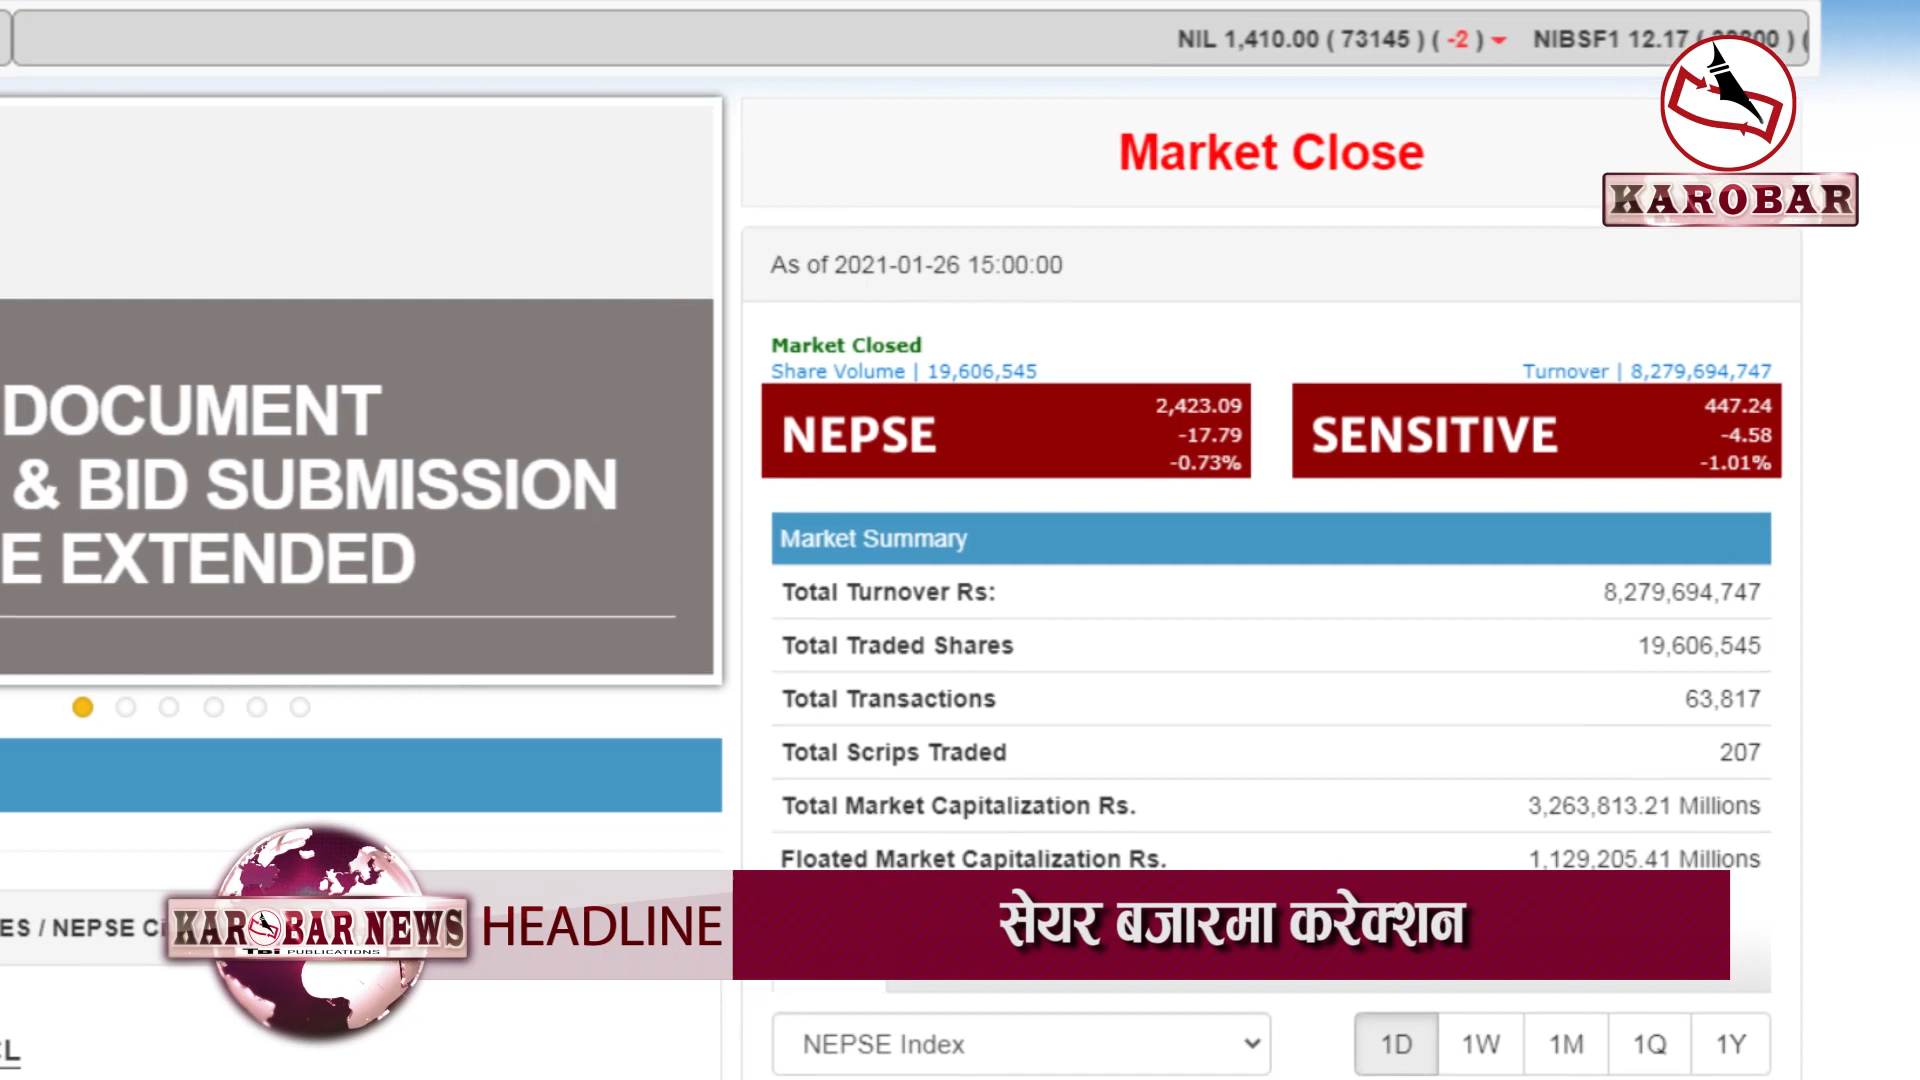 NIL 1,410.00 ( 73145 ) ( -2 ) NIBSF1 12.17 (
KAROBAR
Market Close
As of 2021-01-26 15:00:00
Market Closed
Share Volume | 19,606,545
Turnover | 8,279,694,747
NEPSE
2,423.09
-17.79
-0.73%
SENSITIVE
447.24
-4.58
-1.01%
DOCUMENT
& BID SUBMISSION
E EXTENDED
Market Summary
Total Turnover Rs: 8,279,694,747
Total Traded Shares 19,606,545
Total Transactions 63,817
Total Scrips Traded 207
Total Market Capitalization Rs. 3,263,813.21 Millions
Floated Market Capitalization Rs. 1,129,205.41 Millions
ES / NEPSE
KAROBAR NEWS
TBI PUBLICATIONS
HEADLINE
सेयर बजारमा करेक्शन
NEPSE Index
1D 1W 1M 1Q 1Y